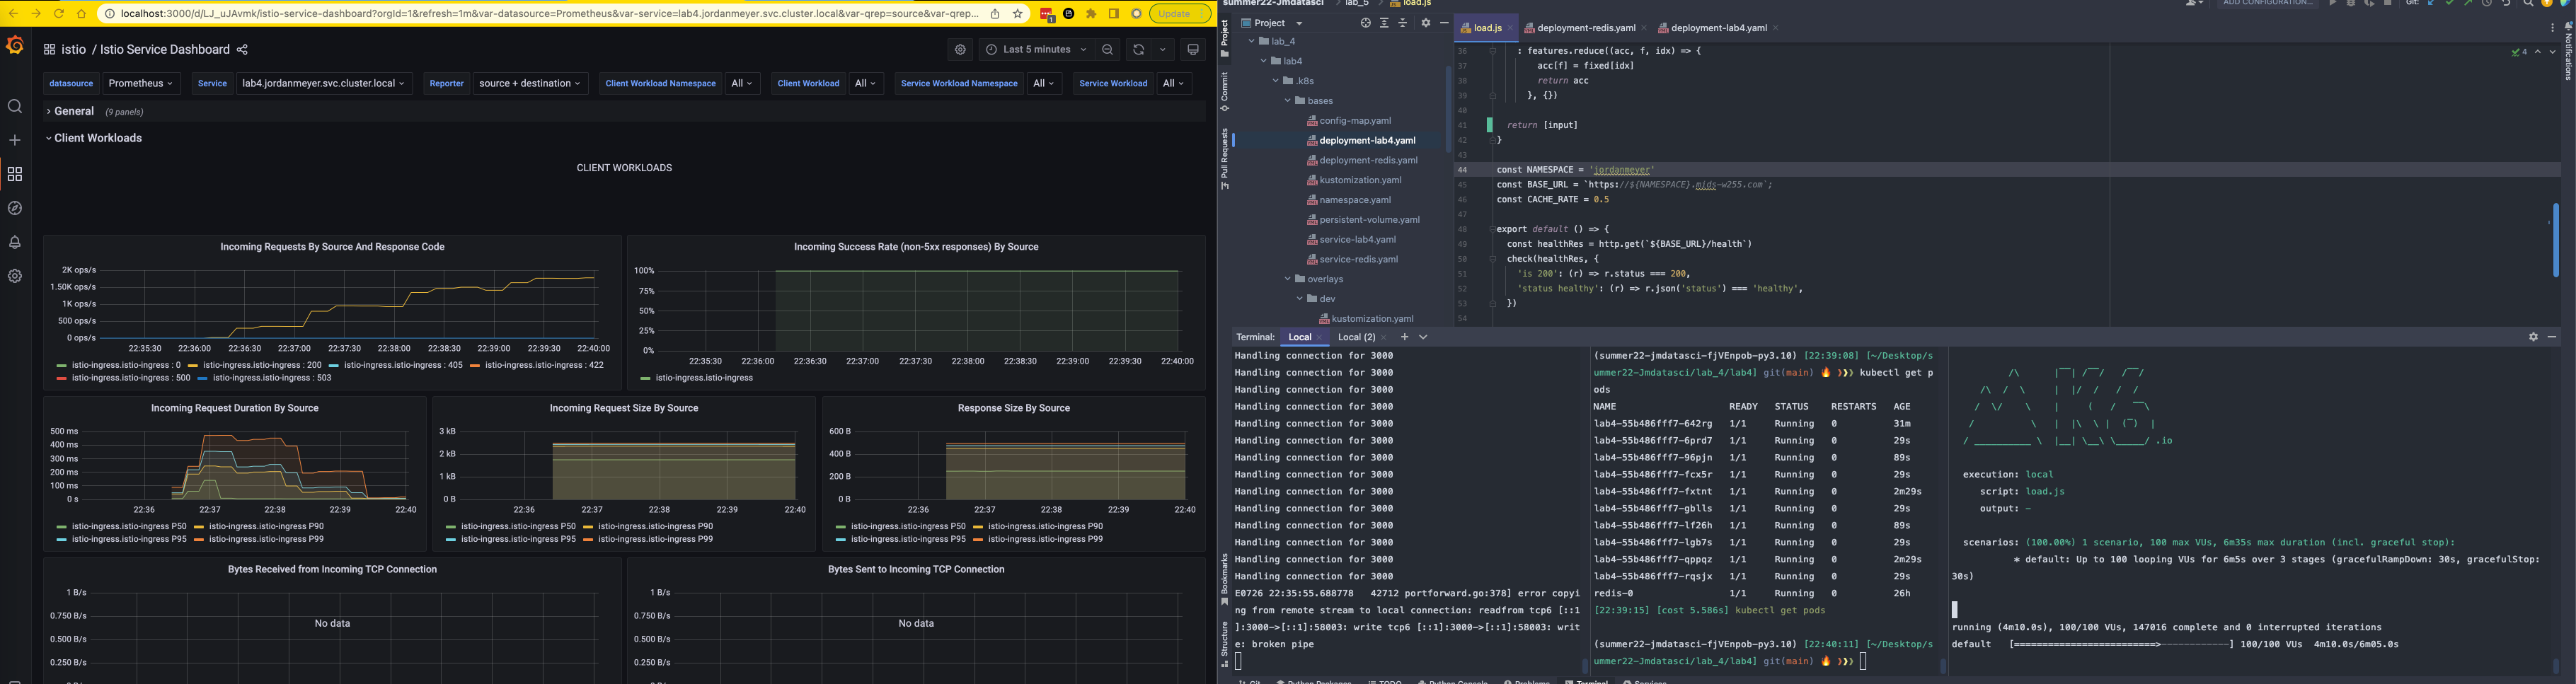 localhost:3000/d/LJ_uJAvmk/istio-service-dashboard?orgId=1&refresh=1m&var-datasource=Prometheus&var-service=lab4.jordanmeyer.svc.cluster.local&var-qrep=source&var-qrep...
Update
istio / Istio Service Dashboard
Last 5 minutes
datasource Prometheus Service lab4.jordanmeyer.svc.cluster.local Reporter source + destination Client Workload Namespace All Client Workload All Service Workload Namespace All Service Workload All
General (9 panels)
Client Workloads
CLIENT WORKLOADS
Incoming Requests By Source And Response Code
2K ops/s
1.50K ops/s
1K ops/s
500 ops/s
0 ops/s
22:35:30 22:36:00 22:36:30 22:37:00 22:37:30 22:38:00 22:38:30 22:39:00 22:39:30 22:40:00
istio-ingress.istio-ingress : 0 istio-ingress.istio-ingress : 200 istio-ingress.istio-ingress : 405 istio-ingress.istio-ingress : 422
istio-ingress.istio-ingress : 500 istio-ingress.istio-ingress : 503
Incoming Success Rate (non-5xx responses) By Source
100%
75%
50%
25%
0%
22:35:30 22:36:00 22:36:30 22:37:00 22:37:30 22:38:00 22:38:30 22:39:00 22:39:30 22:40:00
istio-ingress.istio-ingress
Incoming Request Duration By Source
500 ms
400 ms
300 ms
200 ms
100 ms
0 s
22:36 22:37 22:38 22:39 22:40
istio-ingress.istio-ingress P50 istio-ingress.istio-ingress P90
istio-ingress.istio-ingress P95 istio-ingress.istio-ingress P99
Incoming Request Size By Source
3 kB
2 kB
1 kB
0 B
22:36 22:37 22:38 22:39 22:40
istio-ingress.istio-ingress P50 istio-ingress.istio-ingress P90
istio-ingress.istio-ingress P95 istio-ingress.istio-ingress P99
Response Size By Source
600 B
400 B
200 B
0 B
22:36 22:37 22:38 22:39 22:40
istio-ingress.istio-ingress P50 istio-ingress.istio-ingress P90
istio-ingress.istio-ingress P95 istio-ingress.istio-ingress P99
Bytes Received from Incoming TCP Connection
1 B/s
0.750 B/s
0.500 B/s
0.250 B/s
No data
Bytes Sent to Incoming TCP Connection
1 B/s
0.750 B/s
0.500 B/s
0.250 B/s
No data
summer22-Jmdatasci lab_5 load.js
ADD CONFIGURATION...
Git:
Project
Commit
Pull Requests
Bookmarks
Structure
Notifications
Project
lab_4
lab4
.k8s
bases
config-map.yaml
deployment-lab4.yaml
deployment-redis.yaml
kustomization.yaml
namespace.yaml
persistent-volume.yaml
service-lab4.yaml
service-redis.yaml
overlays
dev
kustomization.yaml
load.js deployment-redis.yaml deployment-lab4.yaml
4
36 : features.reduce((acc, f, idx) => {
37 acc[f] = fixed[idx]
38 return acc
39 }, {})
40
41 return [input]
42 }
43
44 const NAMESPACE = 'jordanmeyer'
45 const BASE_URL = `https://${NAMESPACE}.mids-w255.com`;
46 const CACHE_RATE = 0.5
47
48 export default () => {
49 const healthRes = http.get(`${BASE_URL}/health`)
50 check(healthRes, {
51 'is 200': (r) => r.status === 200,
52 'status healthy': (r) => r.json('status') === 'healthy',
53 })
54
Terminal: Local Local (2)
Handling connection for 3000
Handling connection for 3000
Handling connection for 3000
Handling connection for 3000
Handling connection for 3000
Handling connection for 3000
Handling connection for 3000
Handling connection for 3000
Handling connection for 3000
Handling connection for 3000
Handling connection for 3000
Handling connection for 3000
Handling connection for 3000
Handling connection for 3000
E0726 22:35:55.688778 42712 portforward.go:378] error copyi
ng from remote stream to local connection: readfrom tcp6 [::1
]:3000->[::1]:58003: write tcp6 [::1]:3000->[::1]:58003: writ
e: broken pipe
(summer22-jmdatasci-fjVEnpob-py3.10) [22:39:08] [~/Desktop/s
ummer22-Jmdatasci/lab_4/lab4] git(main) 🔥 ❯❯❯ kubectl get p
ods
NAME READY STATUS RESTARTS AGE
lab4-55b486fff7-642rg 1/1 Running 0 31m
lab4-55b486fff7-6prd7 1/1 Running 0 29s
lab4-55b486fff7-96pjn 1/1 Running 0 89s
lab4-55b486fff7-fcx5r 1/1 Running 0 29s
lab4-55b486fff7-fxtnt 1/1 Running 0 2m29s
lab4-55b486fff7-gblls 1/1 Running 0 29s
lab4-55b486fff7-lf26h 1/1 Running 0 89s
lab4-55b486fff7-lgb7s 1/1 Running 0 29s
lab4-55b486fff7-qppqz 1/1 Running 0 2m29s
lab4-55b486fff7-rqsjx 1/1 Running 0 29s
redis-0 1/1 Running 0 26h
[22:39:15] [cost 5.586s] kubectl get pods
(summer22-jmdatasci-fjVEnpob-py3.10) [22:40:11] [~/Desktop/s
ummer22-Jmdatasci/lab_4/lab4] git(main) 🔥 ❯❯❯
.io
execution: local
script: load.js
output: -
scenarios: (100.00%) 1 scenario, 100 max VUs, 6m35s max duration (incl. graceful stop):
* default: Up to 100 looping VUs for 6m5s over 3 stages (gracefulRampDown: 30s, gracefulStop:
30s)
running (4m10.0s), 100/100 VUs, 147016 complete and 0 interrupted iterations
default [==========================>-------------] 100/100 VUs 4m10.0s/6m05.0s
Git Python Packages TODO Python Console Problems Terminal Services